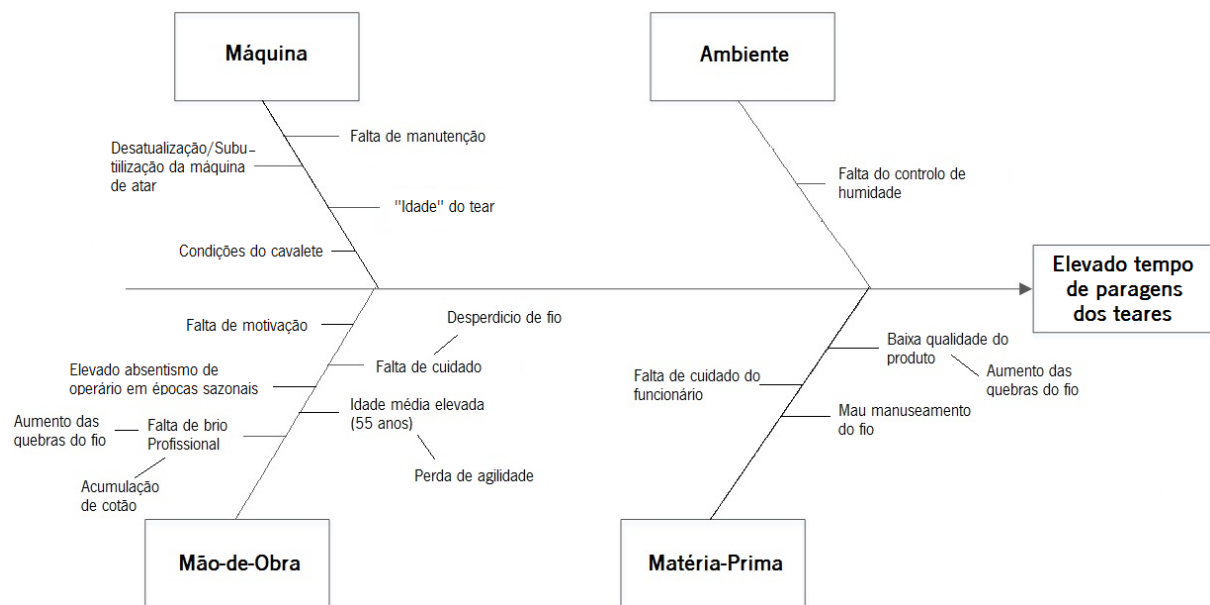 Máquina
Ambiente
Falta de manutenção
Desatualização/Subu-
tiilização da máquina
de atar
"Idade" do tear
Condições do cavalete
Falta do controlo de
humidade
Elevado tempo
de paragens
dos teares
Falta de motivação
Desperdicio de fio
Falta de cuidado
Elevado absentismo de
operário em épocas sazonais
Idade média elevada
(55 anos)
Aumento das
quebras do fio
Falta de brio
Profissional
Perda de agilidade
Acumulação
de cotão
Baixa qualidade do
produto
Aumento das
quebras do fio
Falta de cuidado do
funcionário
Mau manuseamento
do fio
Mão-de-Obra
Matéria-Prima